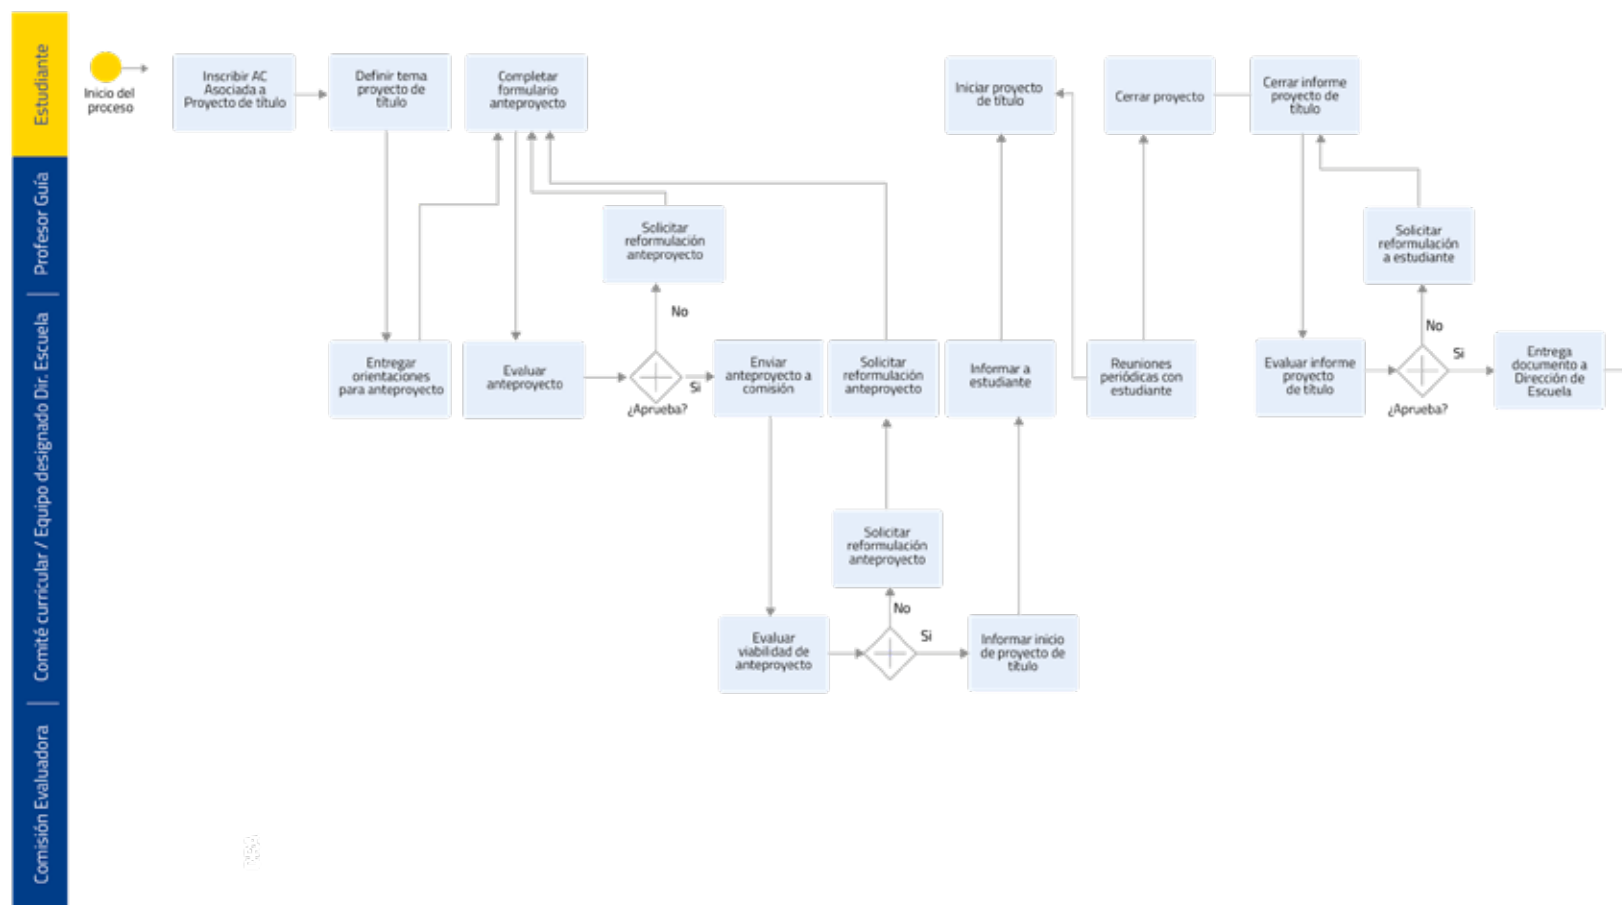 Estudiante
Profesor Guía
Comité curricular / Equipo designado Dir. Escuela
Comisión Evaluadora
Inicio del
proceso
Inscribir AC
Asociada a
Proyecto de título
Definir tema
proyecto de
título
Completar
formulario
anteproyecto
Iniciar proyecto
de título
Cerrar proyecto
Cerrar informe
proyecto de
título
Solicitar
reformulación
anteproyecto
Solicitar
reformulación
a estudiante
No
No
Entregar
orientaciones
para anteproyecto
Evaluar
anteproyecto
¿Aprueba?
Si
Enviar
anteproyecto a
comisión
Solicitar
reformulación
anteproyecto
Informar a
estudiante
Reuniones
periódicas con
estudiante
Evaluar informe
proyecto
de título
¿Aprueba?
Si
Entrega
documento a
Dirección de
Escuela
Solicitar
reformulación
anteproyecto
No
Evaluar
viabilidad de
anteproyecto
Si
Informar inicio
de proyecto de
título